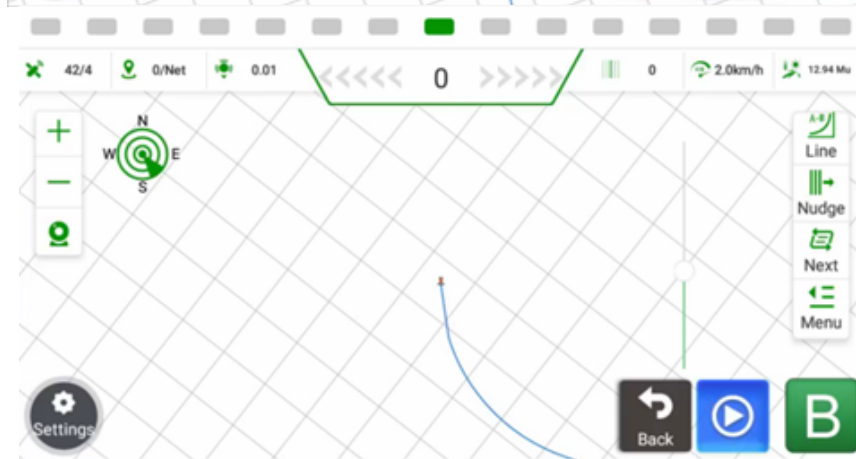 42/4
0/Net
0.01
<<<<< 0 >>>>>
0
2.0km/h
12.94 Mu
N
W E
S
A-B
Line
Nudge
Next
Menu
Settings
Back
B